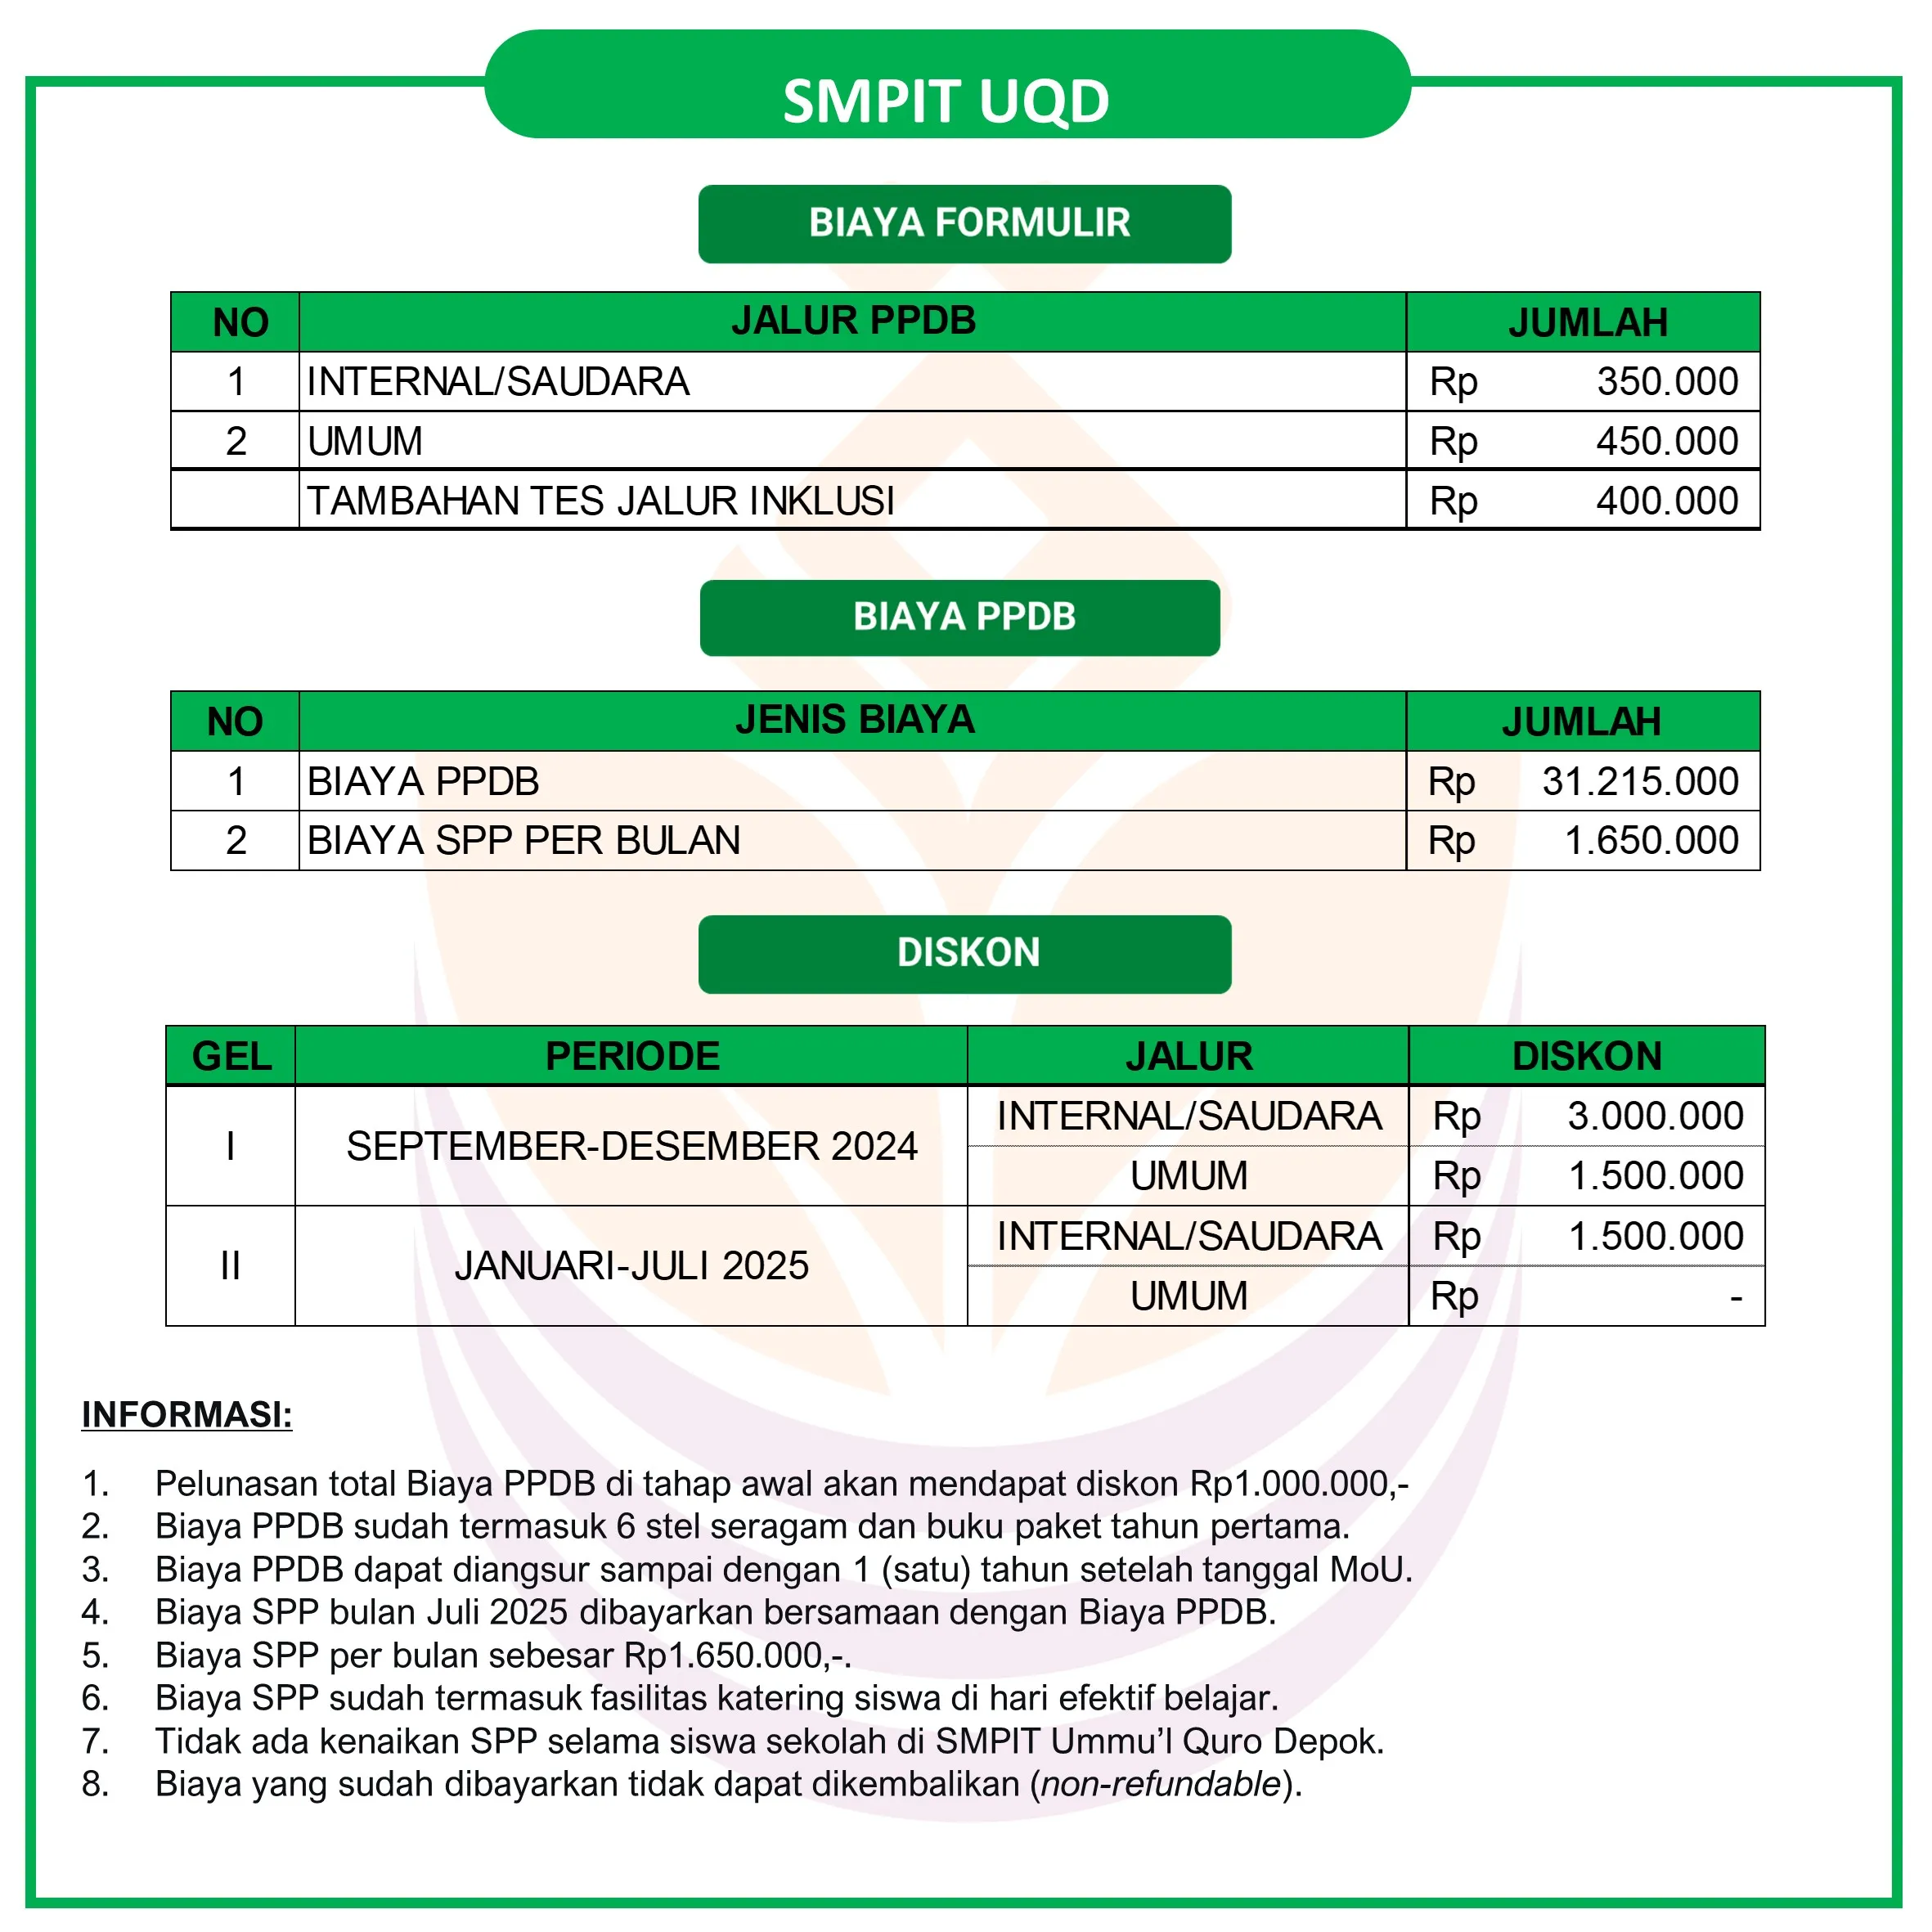 SMPIT UQD
BIAYA FORMULIR
NO JALUR PPDB JUMLAH
1 INTERNAL/SAUDARA Rp 350.000
2 UMUM Rp 450.000
TAMBAHAN TES JALUR INKLUSI Rp 400.000
BIAYA PPDB
NO JENIS BIAYA JUMLAH
1 BIAYA PPDB Rp 31.215.000
2 BIAYA SPP PER BULAN Rp 1.650.000
DISKON
GEL PERIODE JALUR DISKON
I SEPTEMBER-DESEMBER 2024 INTERNAL/SAUDARA Rp 3.000.000
UMUM Rp 1.500.000
II JANUARI-JULI 2025 INTERNAL/SAUDARA Rp 1.500.000
UMUM Rp -
INFORMASI:
1. Pelunasan total Biaya PPDB di tahap awal akan mendapat diskon Rp1.000.000,-
2. Biaya PPDB sudah termasuk 6 stel seragam dan buku paket tahun pertama.
3. Biaya PPDB dapat diangsur sampai dengan 1 (satu) tahun setelah tanggal MoU.
4. Biaya SPP bulan Juli 2025 dibayarkan bersamaan dengan Biaya PPDB.
5. Biaya SPP per bulan sebesar Rp1.650.000,-.
6. Biaya SPP sudah termasuk fasilitas katering siswa di hari efektif belajar.
7. Tidak ada kenaikan SPP selama siswa sekolah di SMPIT Ummu’l Quro Depok.
8. Biaya yang sudah dibayarkan tidak dapat dikembalikan (non-refundable).